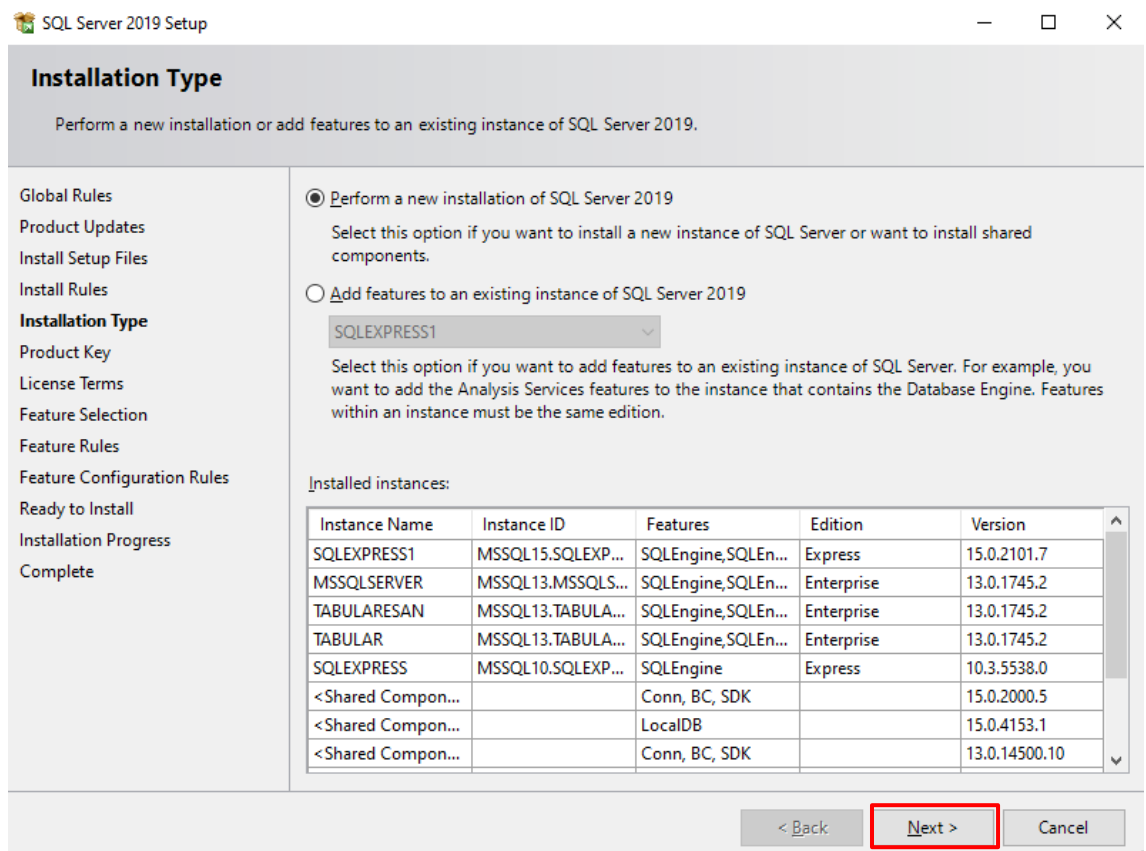 SQL Server 2019 Setup
Installation Type
Perform a new installation or add features to an existing instance of SQL Server 2019.
Global Rules
Product Updates
Install Setup Files
Install Rules
Installation Type
Product Key
License Terms
Feature Selection
Feature Rules
Feature Configuration Rules
Ready to Install
Installation Progress
Complete
Perform a new installation of SQL Server 2019
Select this option if you want to install a new instance of SQL Server or want to install shared
components.
Add features to an existing instance of SQL Server 2019
SQLEXPRESS1
Select this option if you want to add features to an existing instance of SQL Server. For example, you
want to add the Analysis Services features to the instance that contains the Database Engine. Features
within an instance must be the same edition.
Installed instances:
Instance Name Instance ID Features Edition Version
SQLEXPRESS1 MSSQL15.SQLEXP... SQLEngine,SQLEn... Express 15.0.2101.7
MSSQLSERVER MSSQL13.MSSQLS... SQLEngine,SQLEn... Enterprise 13.0.1745.2
TABULARESAN MSSQL13.TABULA... SQLEngine,SQLEn... Enterprise 13.0.1745.2
TABULAR MSSQL13.TABULA... SQLEngine,SQLEn... Enterprise 13.0.1745.2
SQLEXPRESS MSSQL10.SQLEXP... SQLEngine Express 10.3.5538.0
<Shared Compon... Conn, BC, SDK 15.0.2000.5
<Shared Compon... LocalDB 15.0.4153.1
<Shared Compon... Conn, BC, SDK 13.0.14500.10
< Back Next > Cancel